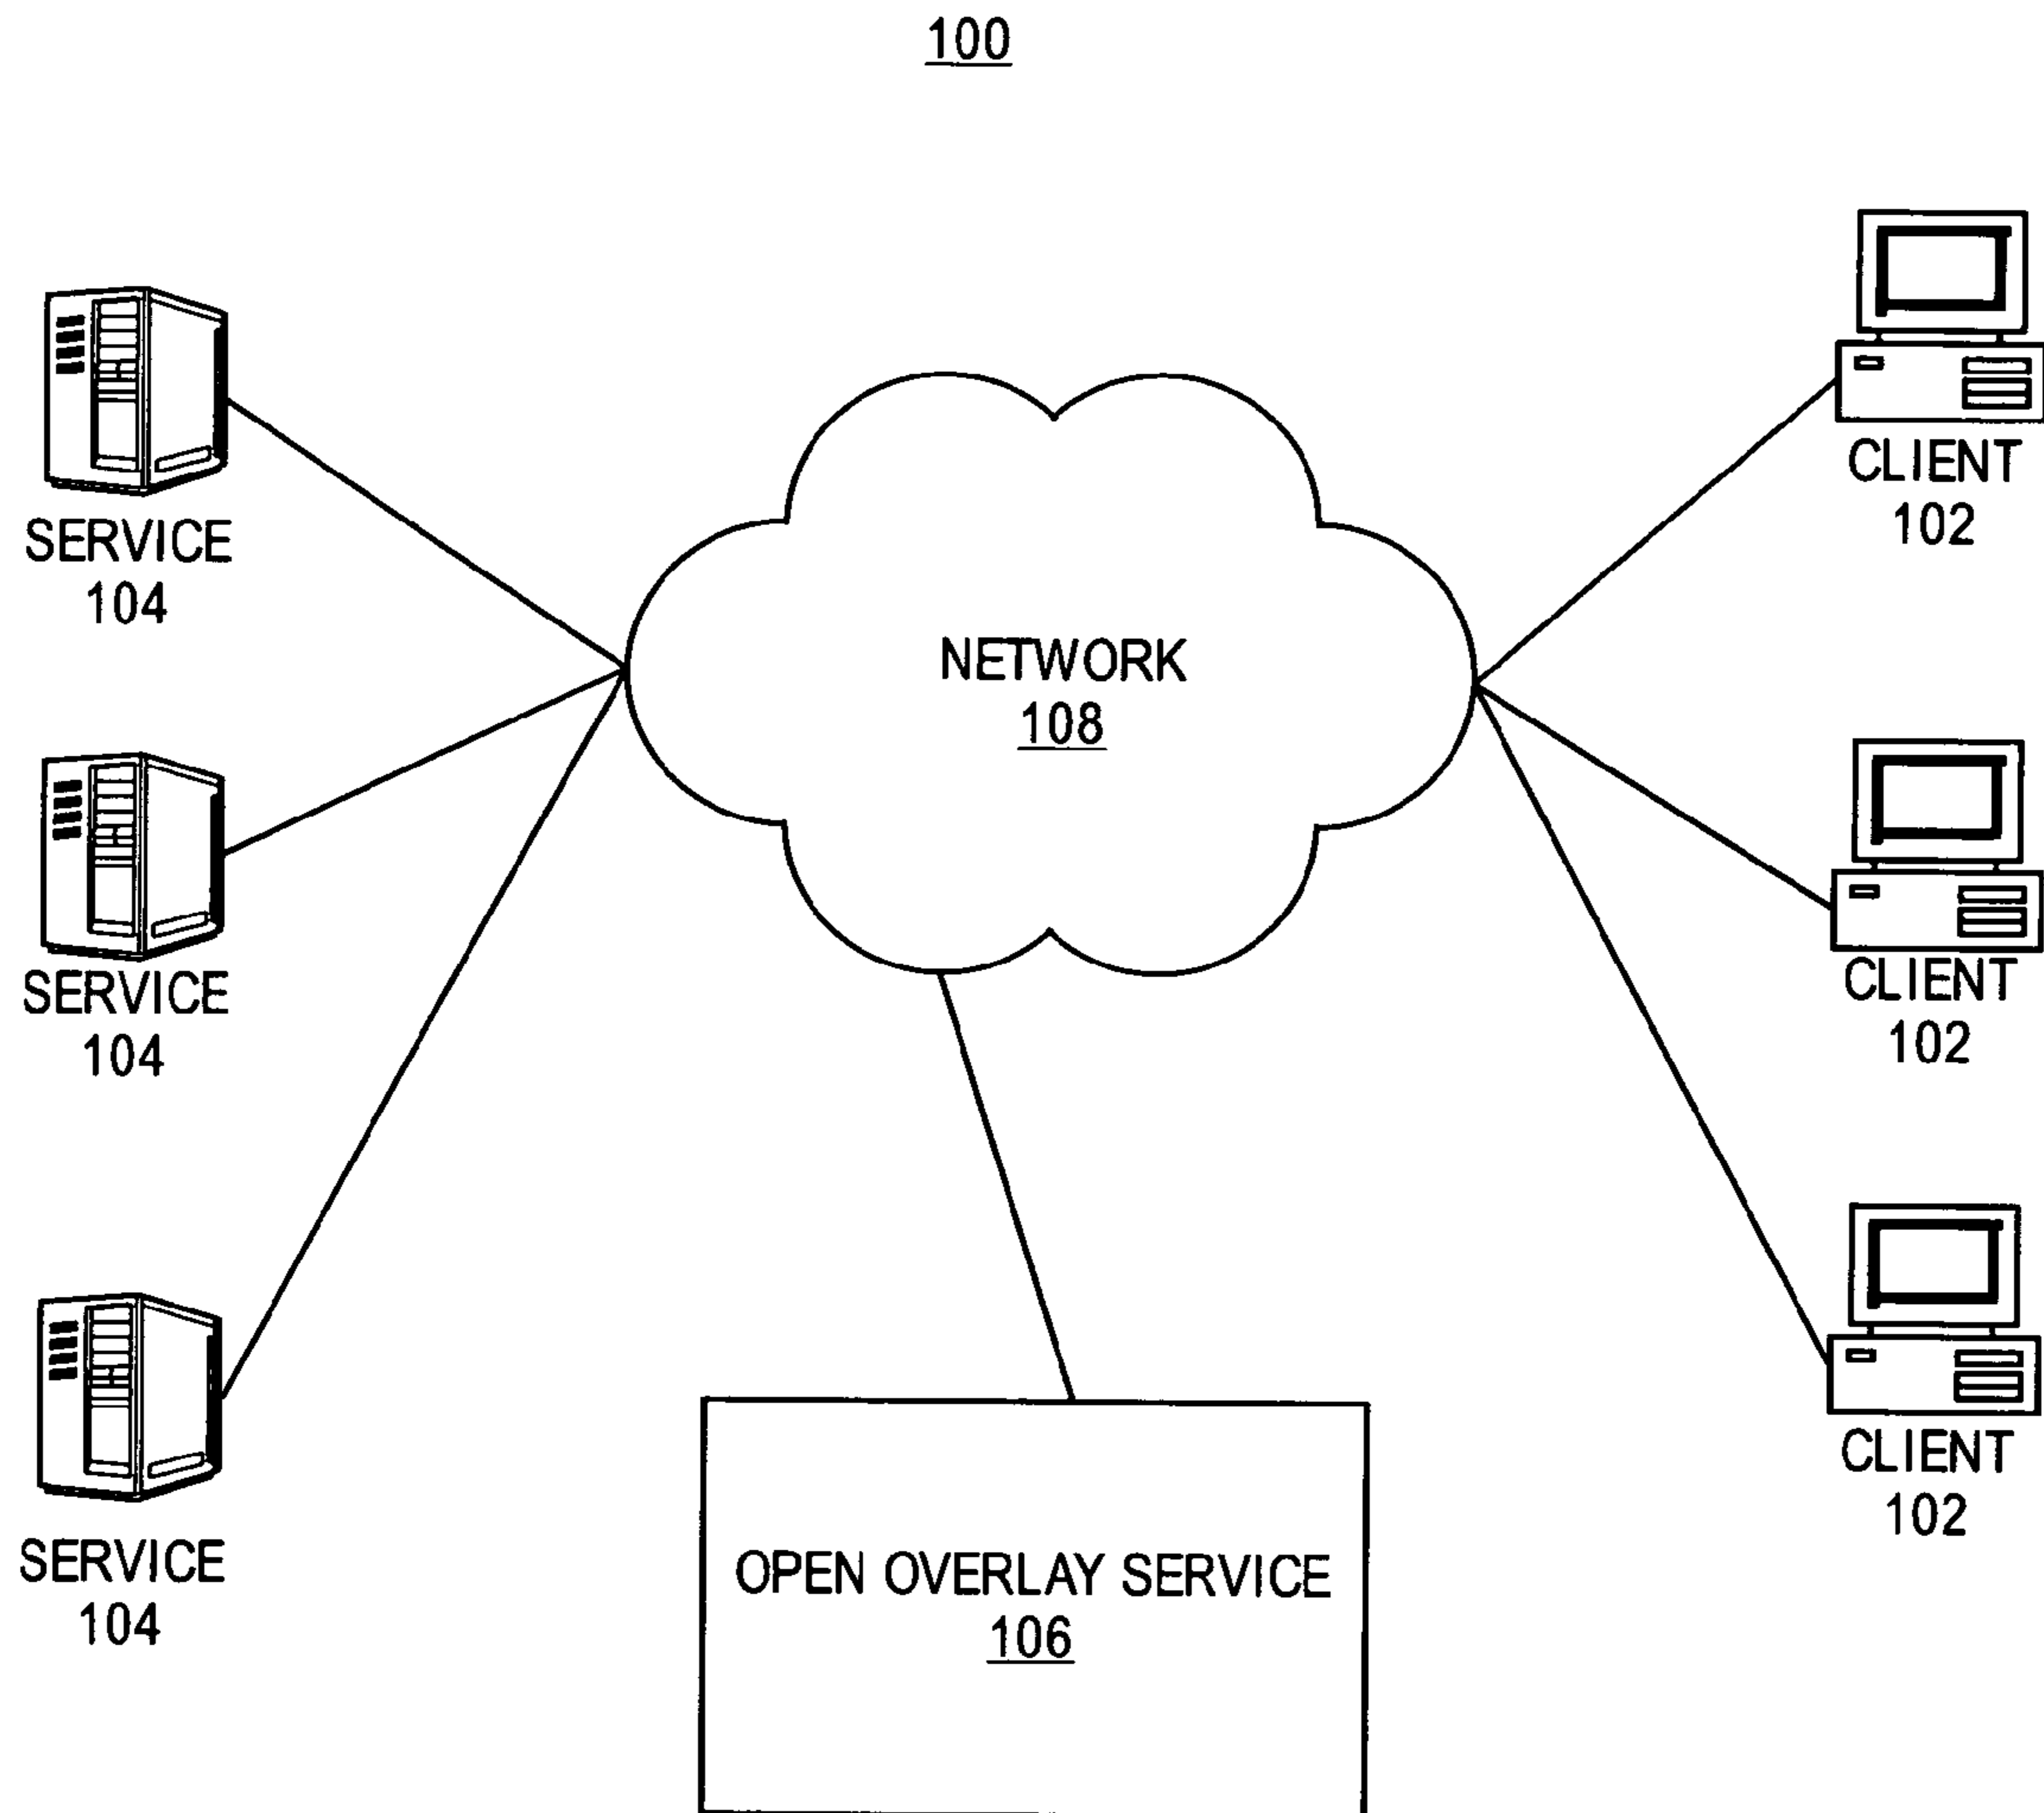 100
SERVICE
104
SERVICE
104
SERVICE
104
NETWORK
108
OPEN OVERLAY SERVICE
106
CLIENT
102
CLIENT
102
CLIENT
102